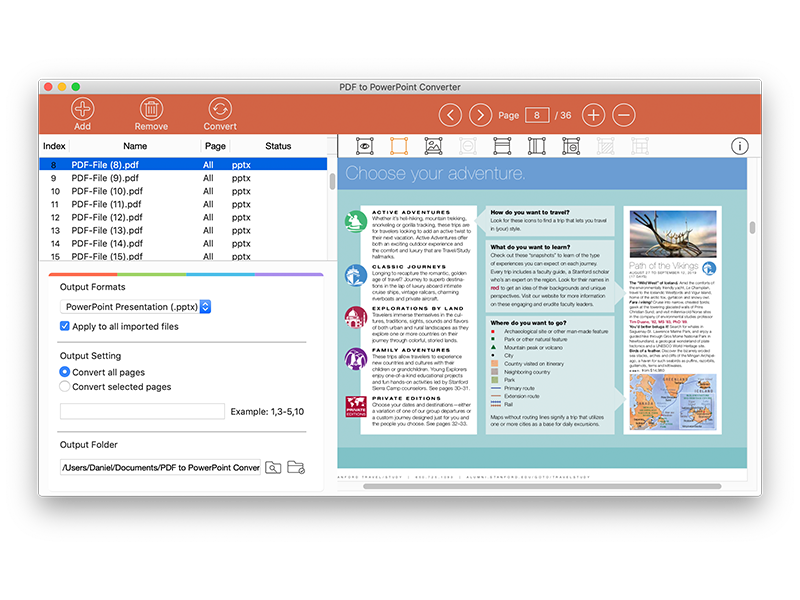 PDF to PowerPoint Converter
Add
Remove
Convert
Page
8
/ 36
Index
Name
Page
Status
8 PDF-File (8).pdf All pptx
9 PDF-File (9).pdf All pptx
10 PDF-File (10).pdf All pptx
11 PDF-File (11).pdf All pptx
12 PDF-File (12).pdf All pptx
13 PDF-File (13).pdf All pptx
14 PDF-File (14).pdf All pptx
15 PDF-File (15).pdf All pptx
Output Formats
PowerPoint Presentation (.pptx)
Apply to all imported files
Output Setting
Convert all pages
Convert selected pages
Example: 1,3-5,10
Output Folder
/Users/Daniel/Documents/PDF to PowerPoint Conver
Choose your adventure.
ACTIVE ADVENTURES
Whether it's hell-hiking, mountain trekking,
snorkeling or gorilla tracking, these trips are
for travelers looking to add an active twist to
their next vacation. Active Adventures offer
both an exciting outdoor experience and
the comfort and luxury that are Travel/Study
hallmarks.
CLASSIC JOURNEYS
Longing to recapture the romantic, golden
age of travel? Journey to superb destina-
tions in the lap of luxury aboard intimate
cruise ships, vintage railcars, charming
riverboats and private aircraft.
EXPLORATIONS BY LAND
Travelers immerse themselves in the cul-
tures, traditions, sights, sounds and flavors
of both urban and rural landscapes as they
explore one or more countries on their
journey through colorful, storied lands.
FAMILY ADVENTURES
These trips allow travelers to experience
new countries and cultures with their
children or grandchildren. Young Explorers
enjoy one-of-a-kind educational projects
and fun hands-on activities led by Stanford
Sierra Camp counselors. See pages 30–31.
PRIVATE
EDITIONS
PRIVATE EDITIONS
Choose your dates and destinations—either
a variation of one of our group departures or
a custom journey designed just for you and
the people you choose. See pages 32–33.
How do you want to travel?
Look for these icons to find a trip that lets you travel
in (your) style.
What do you want to learn?
Check out these "snapshots" to learn of the type
of experiences you can expect on each journey.
Every trip includes a faculty guide, a Stanford scholar
who's an expert on the region. Look for their names in
red to get an idea of their backgrounds and unique
perspectives. Visit our website for more information
on these engaging and erudite faculty leaders.
Where do you want to go?
Archaeological site or other man-made feature
Park or other natural feature
Mountain peak or volcano
City
Country visited on itinerary
Neighboring country
Park
Primary route
Extension route
Rail
Maps without routing lines signify a trip that utilizes
one or more cities as a base for daily excursions.
Path of the Vikings
GREENLAND
ICELAND
CANADA